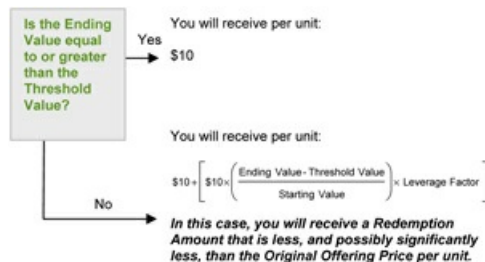 Is the Ending
Value equal
to or greater
than the
Threshold
Value?
Yes
You will receive per unit:
$10
No
You will receive per unit:
$10+[$10×(Ending Value-Threshold Value
Starting Value)× Leverage Factor]
In this case, you will receive a Redemption
Amount that is less, and possibly significantly
less, than the Original Offering Price per unit.